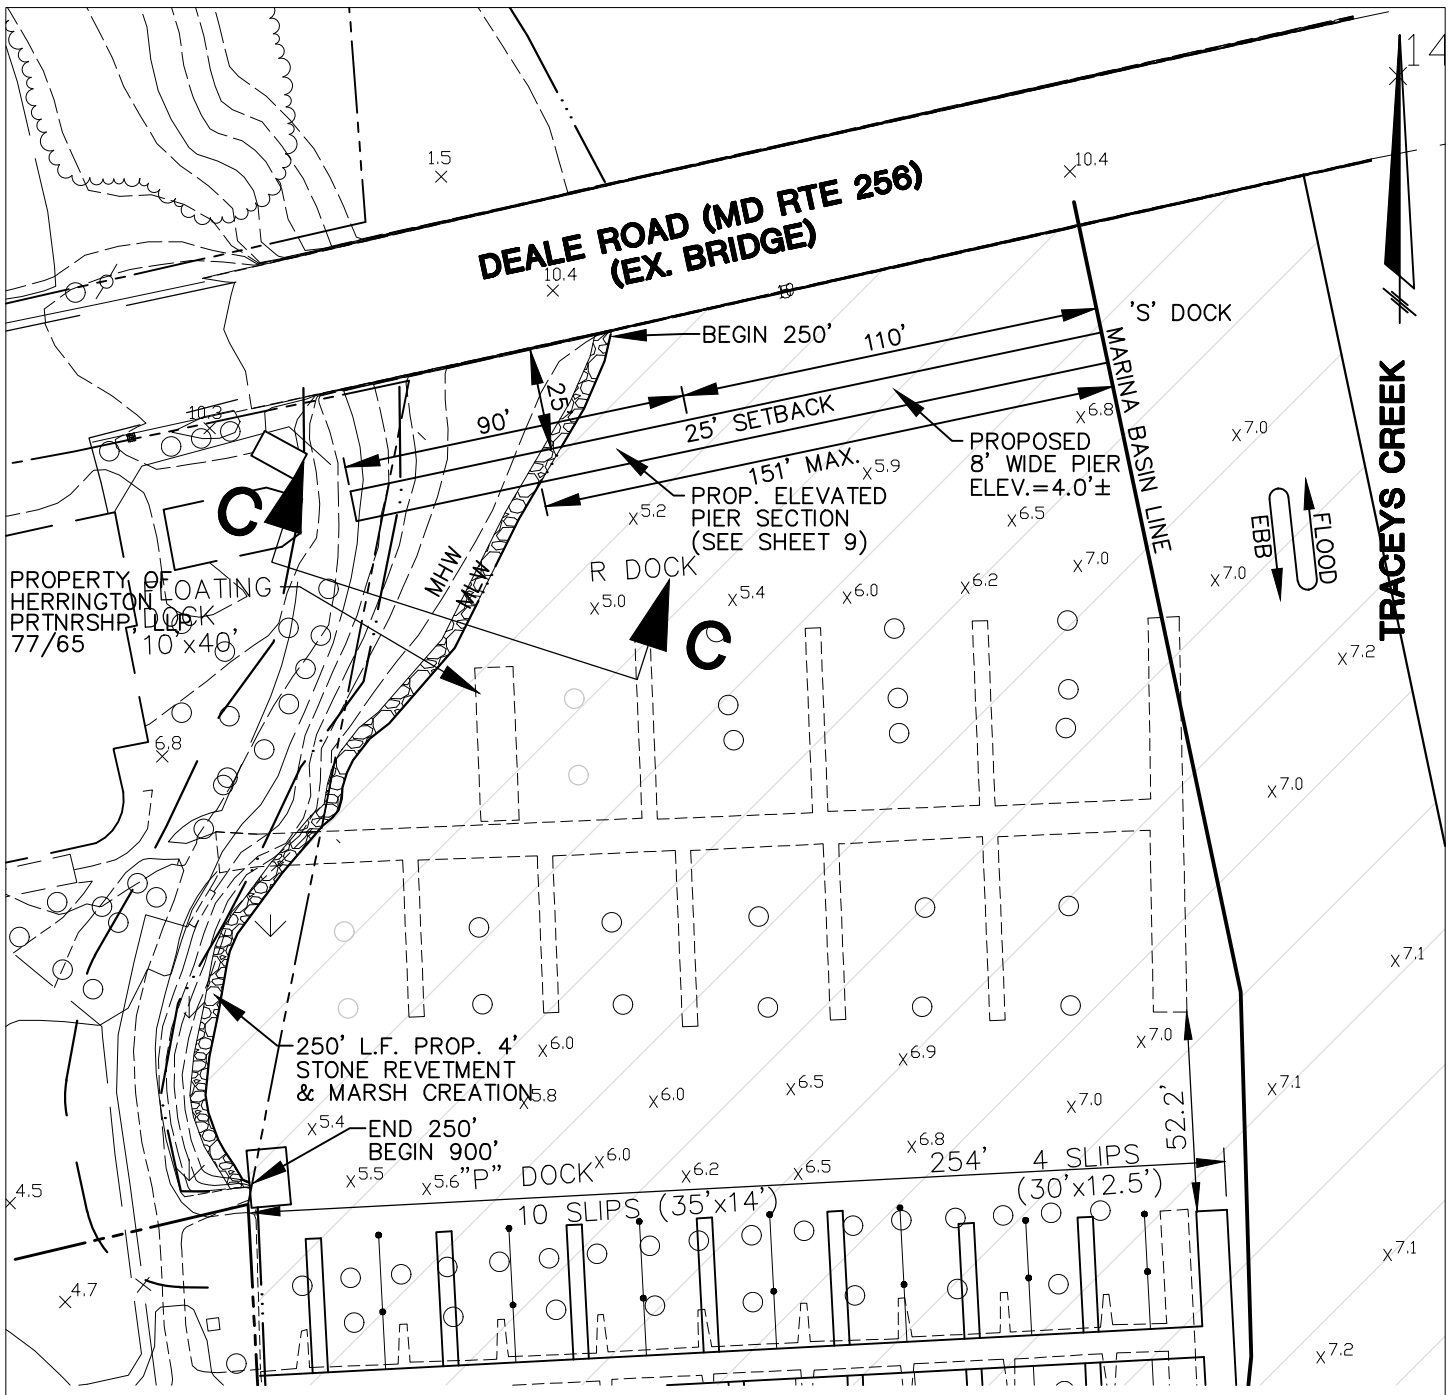 14
1.5
10.4
DEALE ROAD (MD RTE 256)
(EX. BRIDGE)
10.4
'S' DOCK
BEGIN 250'
110'
MARINA BASIN LINE
TRACEYS CREEK
25'
90'
25' SETBACK
10.3
6.8
7.0
PROPOSED
8' WIDE PIER
ELEV.=4.0'±
151' MAX.
5.9
PROP. ELEVATED
PIER SECTION
(SEE SHEET 9)
5.2
6.5
C
EBB
FLOOD
MHW
MLW
R DOCK
7.0
7.0
PROPERTY OF
HERRINGTON
PRTNRSHP, LLP
77/65
FLOATING
DOCK
10'x40'
5.0
5.4
6.0
6.2
C
7.2
6.8
7.0
7.1
250' L.F. PROP. 4'
STONE REVETMENT
& MARSH CREATION
6.0
6.9
7.0
5.8
6.0
6.5
7.0
7.1
5.4
END 250'
BEGIN 900'
52.2'
6.8
5.5
5.6
"P" DOCK
6.0
6.2
6.5
254'
4 SLIPS
(30'x12.5')
10 SLIPS (35'x14')
4.5
7.1
4.7
7.2